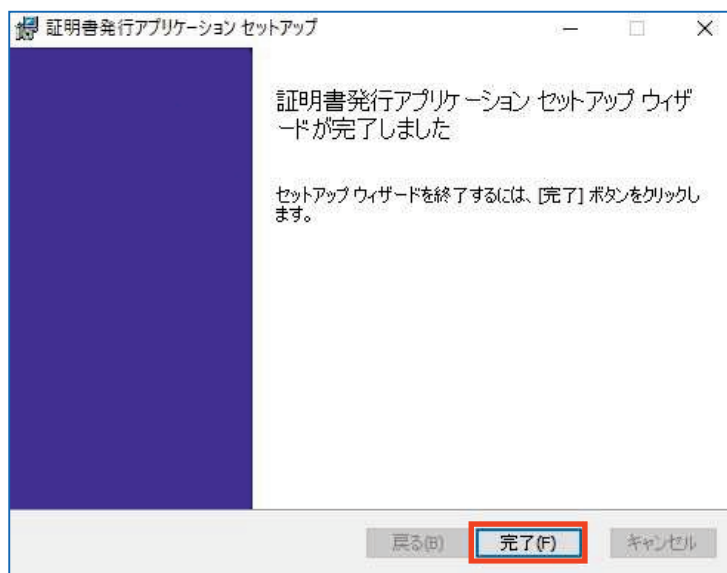 証明書発行アプリケーション セットアップ
証明書発行アプリケーション セットアップ ウィザ
ードが完了しました
セットアップ ウィザードを終了するには、[完了] ボタンをクリックし
ます。
戻る(B) 完了(F) キャンセル